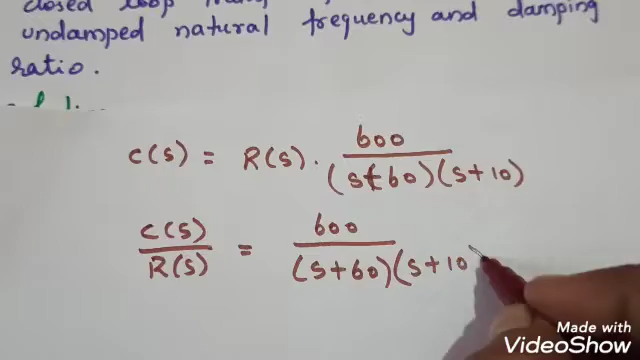 closed loop
undamped natural frequency and damping
ratio.
C(s) = R(s) . 600 / (s+60)(s+10)
C(s) / R(s) = 600 / (s+60)(s+10
Made with
VideoShow